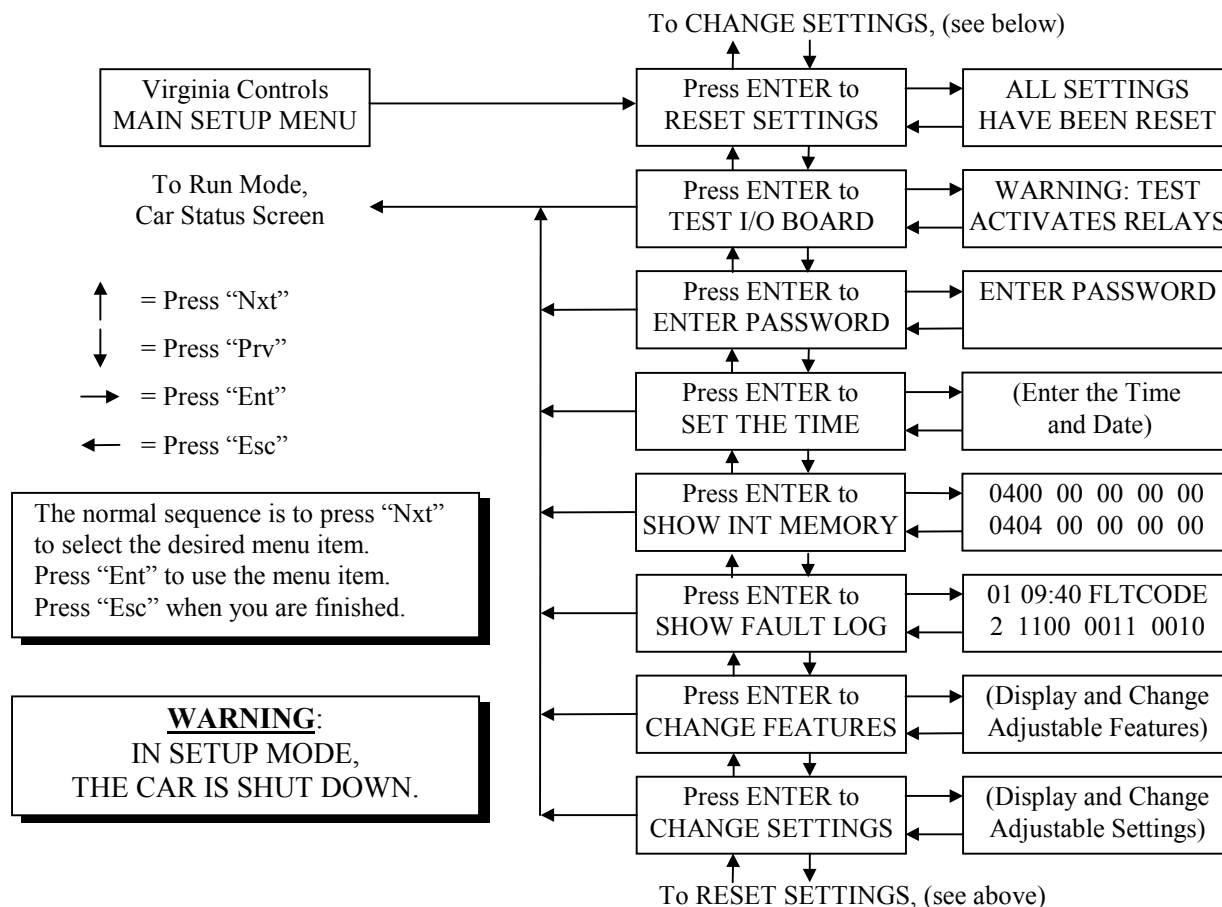 To CHANGE SETTINGS, (see below)
Virginia Controls
MAIN SETUP MENU
Press ENTER to
RESET SETTINGS
ALL SETTINGS
HAVE BEEN RESET
To Run Mode,
Car Status Screen
Press ENTER to
TEST I/O BOARD
WARNING: TEST
ACTIVATES RELAYS
= Press “Nxt”
= Press “Prv”
= Press “Ent”
= Press “Esc”
Press ENTER to
ENTER PASSWORD
ENTER PASSWORD
Press ENTER to
SET THE TIME
(Enter the Time
and Date)
The normal sequence is to press “Nxt”
to select the desired menu item.
Press “Ent” to use the menu item.
Press “Esc” when you are finished.
Press ENTER to
SHOW INT MEMORY
0400 00 00 00 00
0404 00 00 00 00
Press ENTER to
SHOW FAULT LOG
01 09:40 FLTCODE
2 1100 0011 0010
WARNING:
IN SETUP MODE,
THE CAR IS SHUT DOWN.
Press ENTER to
CHANGE FEATURES
(Display and Change
Adjustable Features)
Press ENTER to
CHANGE SETTINGS
(Display and Change
Adjustable Settings)
To RESET SETTINGS, (see above)